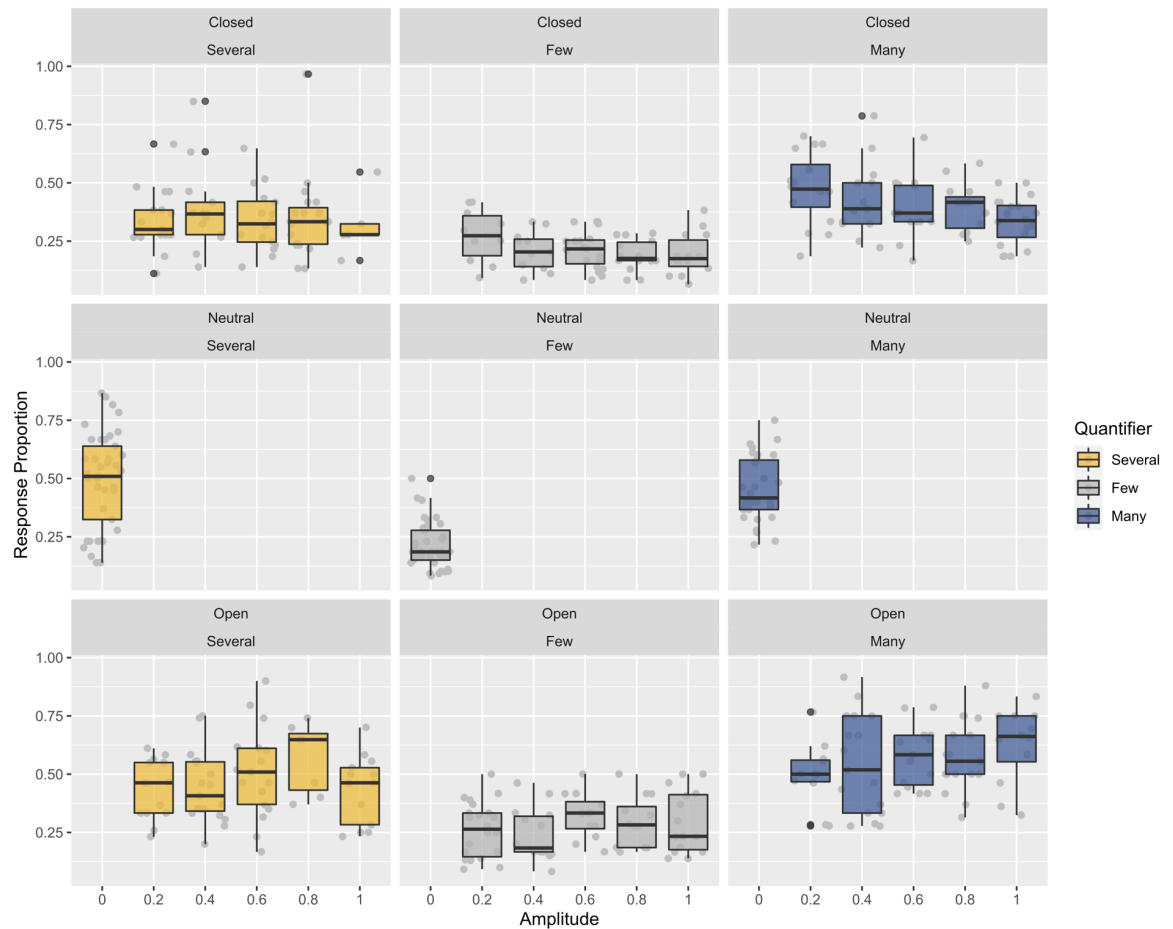 Closed
Closed
Closed
Several
Few
Many
1.00
0.75
0.50
0.25
Neutral
Neutral
Neutral
Several
Few
Many
1.00
0.75
0.50
0.25
Response Proportion
Quantifier
Several
Few
Many
Open
Open
Open
Several
Few
Many
1.00
0.75
0.50
0.25
0 0.2 0.4 0.6 0.8 1
0 0.2 0.4 0.6 0.8 1
0 0.2 0.4 0.6 0.8 1
Amplitude